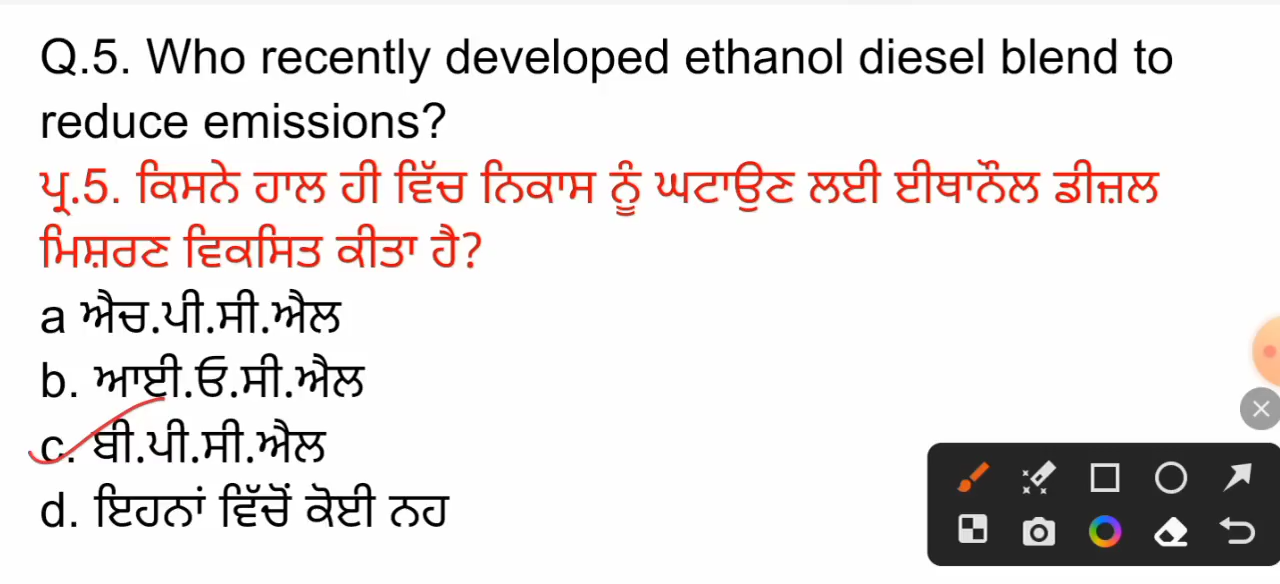 Q.5. Who recently developed ethanol diesel blend to
reduce emissions?
ਪ੍ਰ.5. ਕਿਸਨੇ ਹਾਲ ਹੀ ਵਿੱਚ ਨਿਕਾਸ ਨੂੰ ਘਟਾਉਣ ਲਈ ਈਥਾਨੌਲ ਡੀਜ਼ਲ
ਮਿਸ਼ਰਣ ਵਿਕਸਿਤ ਕੀਤਾ ਹੈ?
a ਐਚ.ਪੀ.ਸੀ.ਐਲ
b. ਆਈ.ਓ.ਸੀ.ਐਲ
c. ਬੀ.ਪੀ.ਸੀ.ਐਲ
d. ਇਹਨਾਂ ਵਿੱਚੋਂ ਕੋਈ ਨਹ